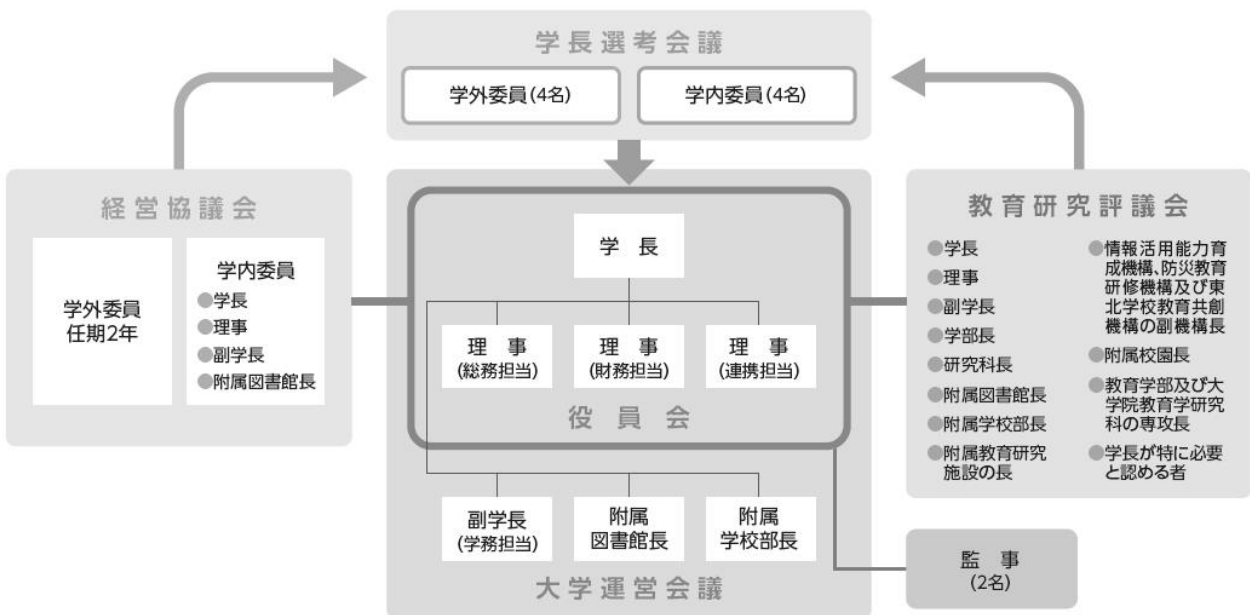 学長選考会議
学外委員(4名)
学内委員(4名)
経営協議会
学外委員
任期2年
学内委員
●学長
●理事
●副学長
●附属図書館長
学 長
理 事
(総務担当)
理 事
(財務担当)
理 事
(連携担当)
役 員 会
副学長
(学務担当)
附属
図書館長
附属
学校部長
大学運営会議
教育研究評議会
●学長
●理事
●副学長
●学部長
●研究科長
●附属図書館長
●附属学校部長
●附属教育研究
施設の長
●情報活用能力育
成機構、防災教育
研修機構及び東
北学校教育共創
機構の副機構長
●附属校園長
●教育学部及び大
学院教育学研究
科の専攻長
●学長が特に必要
と認める者
監 事
(2名)